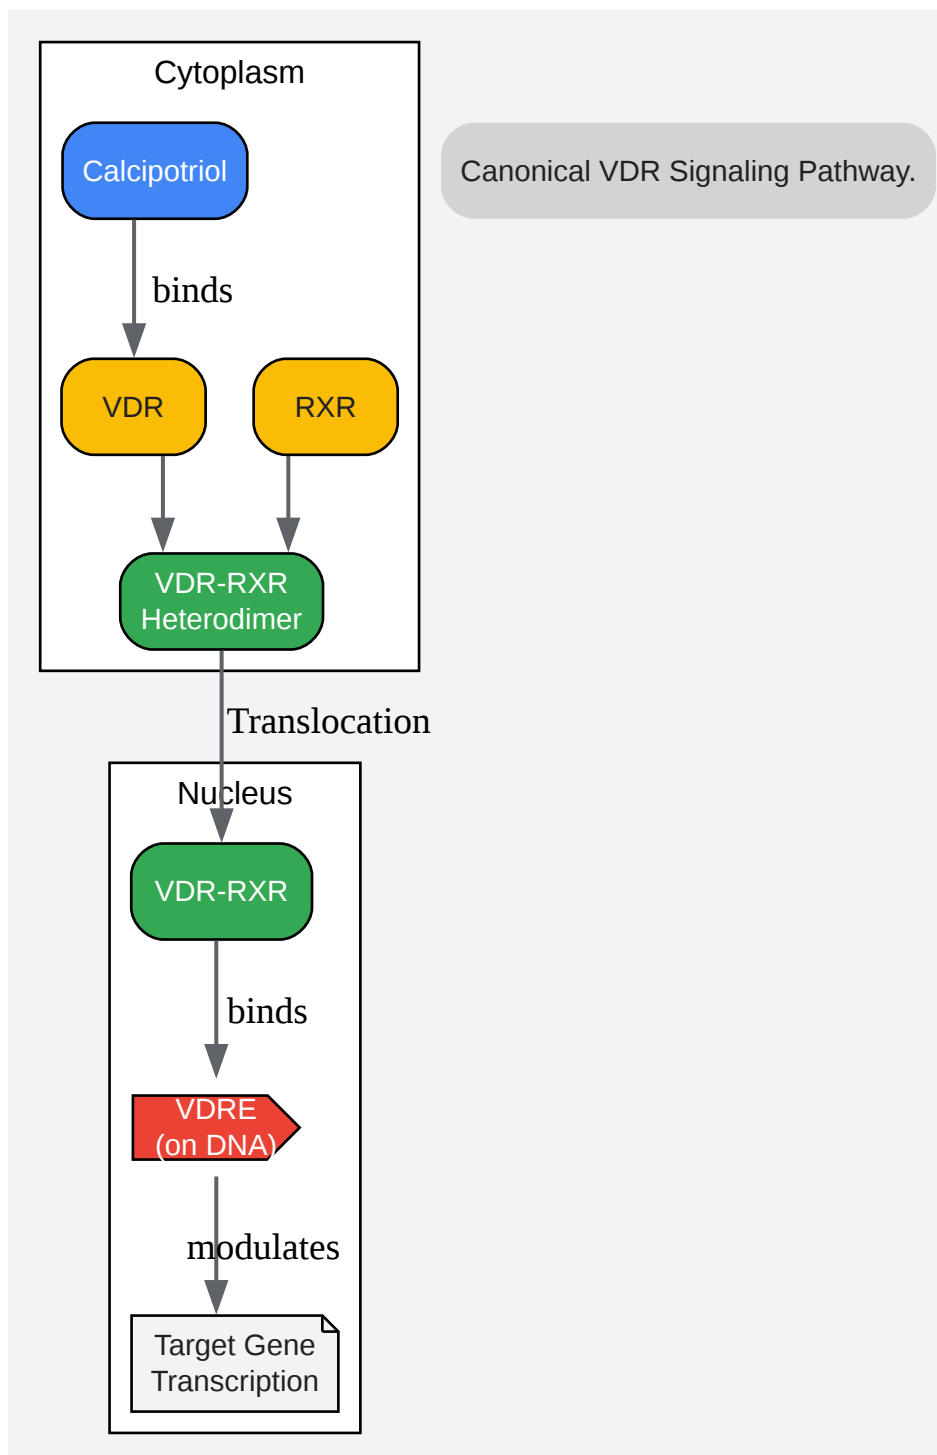 Cytoplasm
Calcipotriol
Canonical VDR Signaling Pathway.
binds
VDR
RXR
VDR-RXR
Heterodimer
Translocation
Nucleus
VDR-RXR
binds
VDRE
(on DNA)
modulates
Target Gene
Transcription